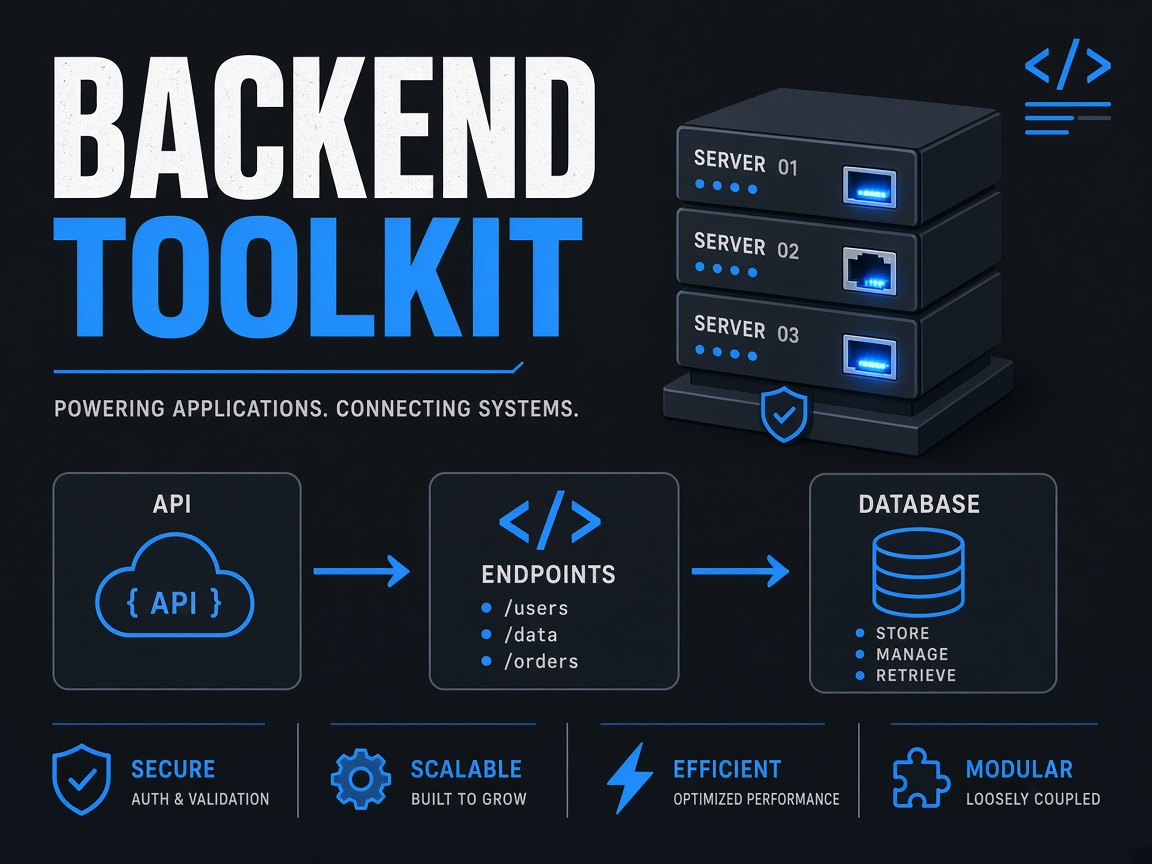 BACKEND
TOOLKIT
POWERING APPLICATIONS. CONNECTING SYSTEMS.
</>
SERVER 01
SERVER 02
SERVER 03
API
{ API }
</>
ENDPOINTS
/users
/data
/orders
DATABASE
STORE
MANAGE
RETRIEVE
SECURE
AUTH & VALIDATION
SCALABLE
BUILT TO GROW
EFFICIENT
OPTIMIZED PERFORMANCE
MODULAR
LOOSELY COUPLED